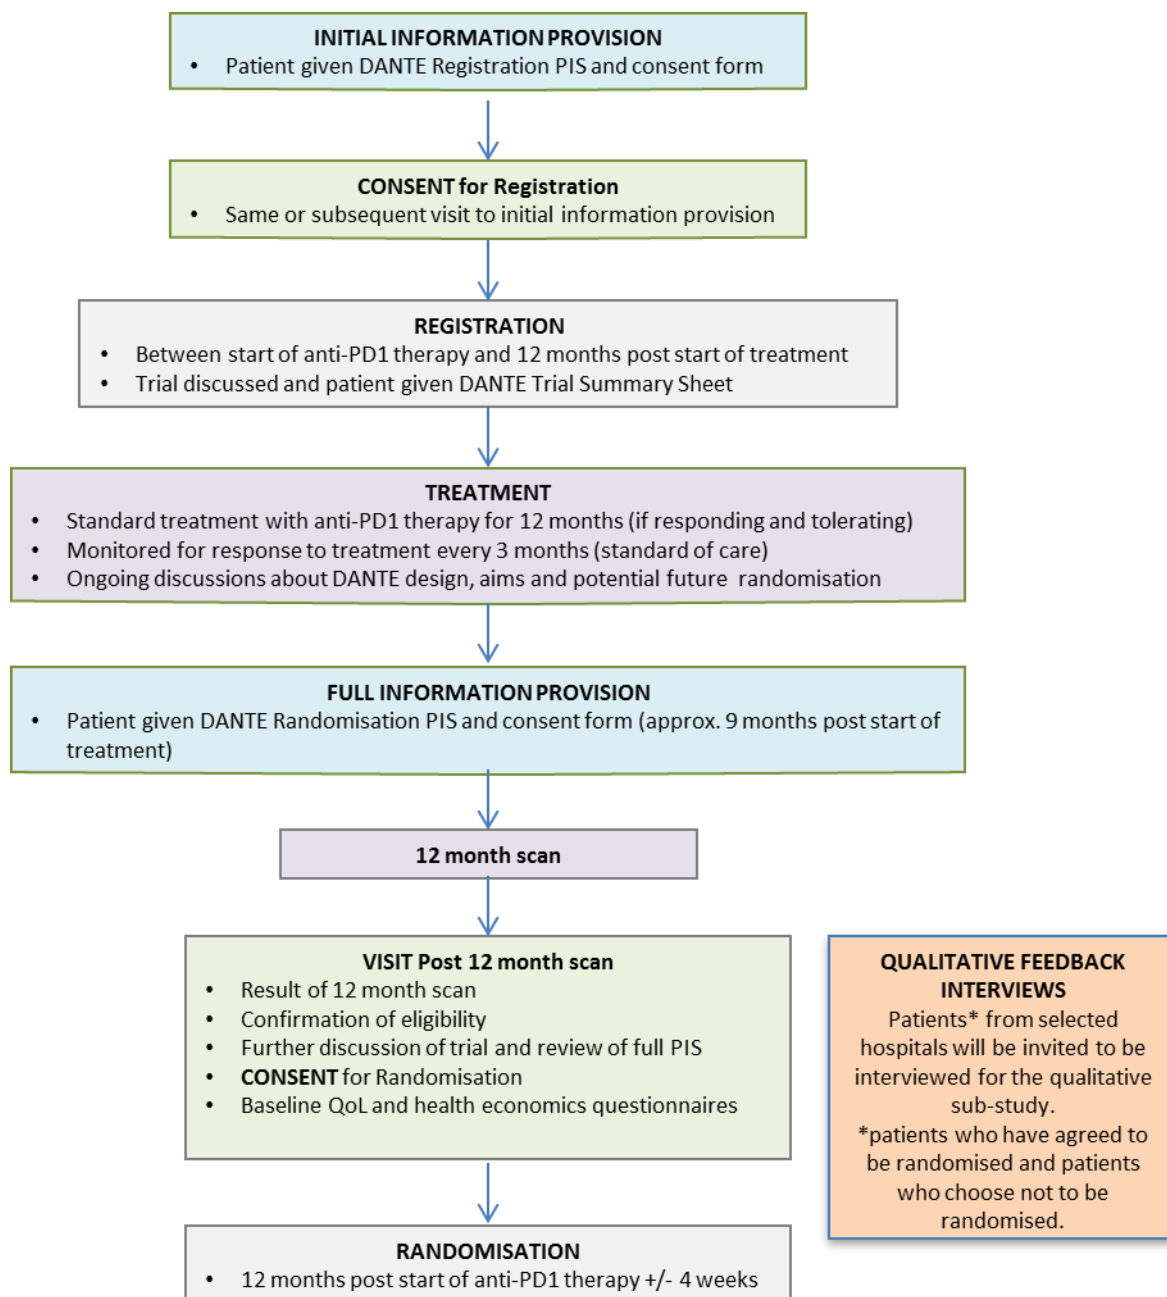 INITIAL INFORMATION PROVISION
• Patient given DANTE Registration PIS and consent form
CONSENT for Registration
• Same or subsequent visit to initial information provision
REGISTRATION
• Between start of anti-PD1 therapy and 12 months post start of treatment
• Trial discussed and patient given DANTE Trial Summary Sheet
TREATMENT
• Standard treatment with anti-PD1 therapy for 12 months (if responding and tolerating)
• Monitored for response to treatment every 3 months (standard of care)
• Ongoing discussions about DANTE design, aims and potential future randomisation
FULL INFORMATION PROVISION
• Patient given DANTE Randomisation PIS and consent form (approx. 9 months post start of
treatment)
12 month scan
VISIT Post 12 month scan
• Result of 12 month scan
• Confirmation of eligibility
• Further discussion of trial and review of full PIS
• CONSENT for Randomisation
• Baseline QoL and health economics questionnaires
QUALITATIVE FEEDBACK
INTERVIEWS
Patients* from selected
hospitals will be invited to be
interviewed for the qualitative
sub-study.
*patients who have agreed to
be randomised and patients
who choose not to be
randomised.
RANDOMISATION
• 12 months post start of anti-PD1 therapy +/- 4 weeks